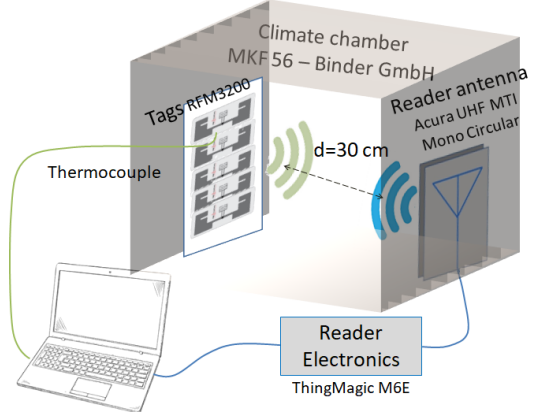 Climate chamber
MKF 56 – Binder GmbH
Reader antenna
Acura UHF MTI
Mono Circular
Tags RFM3200
d=30 cm
Thermocouple
Reader
Electronics
ThingMagic M6E